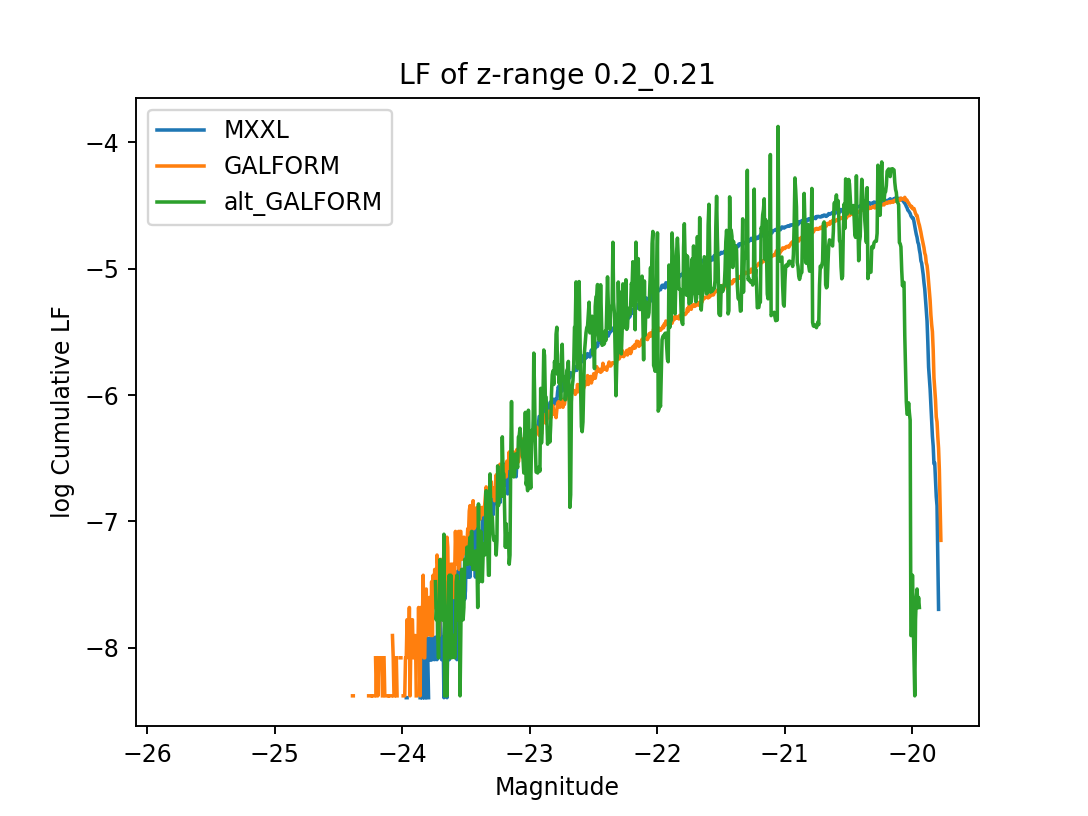 LF of z-range 0.2_0.21
MXXL
GALFORM
alt_GALFORM
log Cumulative LF
−4
−5
−6
−7
−8
−26
−25
−24
−23
−22
−21
−20
Magnitude